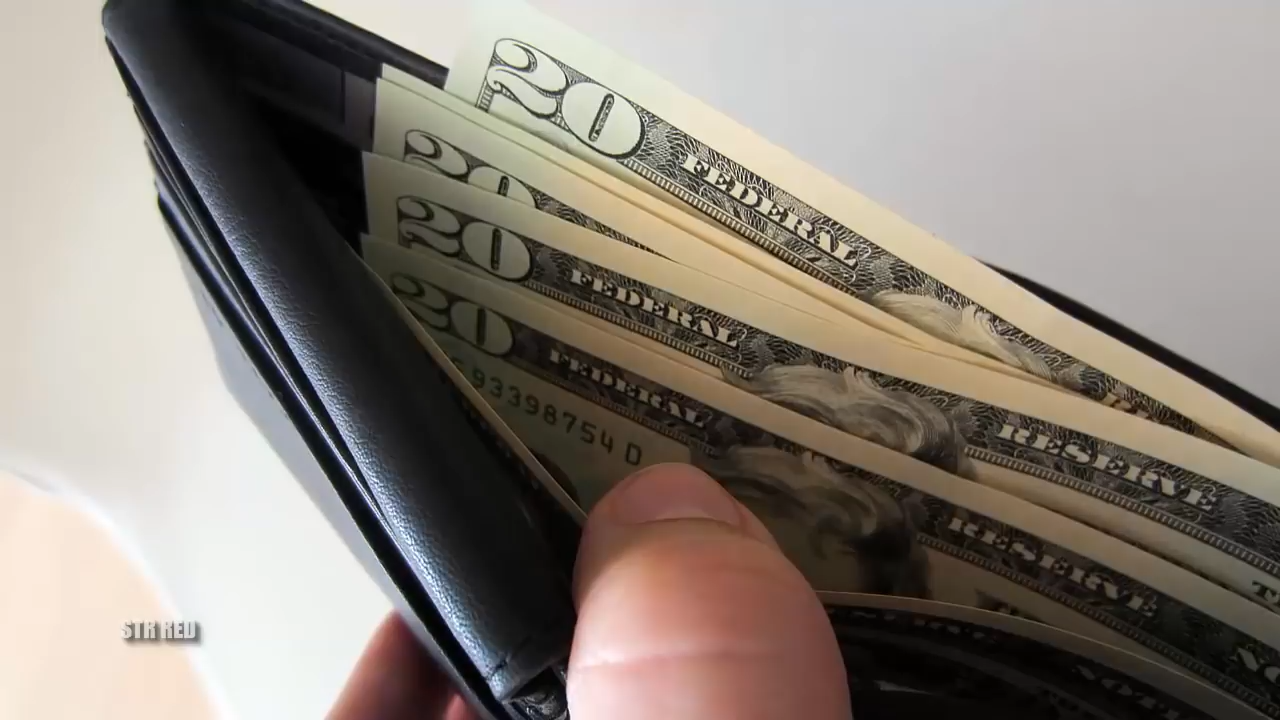 20 FEDERAL
20
20 FEDERAL RESERVE
20 FEDERAL RESERVE
93398754 D
STR RED